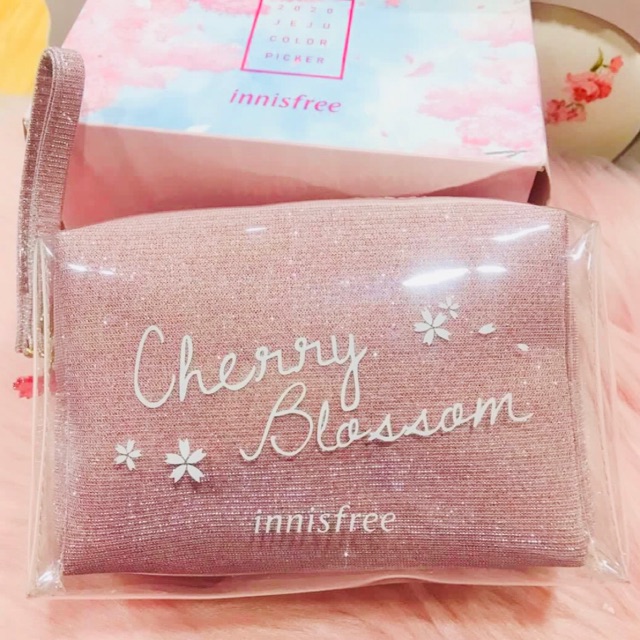 2020
JEJU
COLOR
PICKER
innisfree
Cherry
Blossom
innisfree